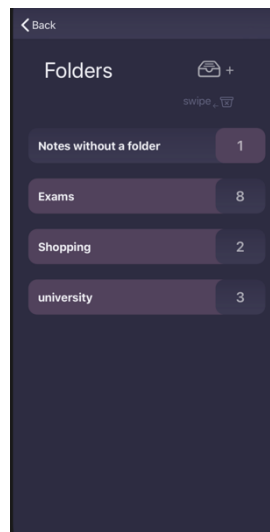 Back
Folders +
swipe
Notes without a folder 1
Exams 8
Shopping 2
university 3